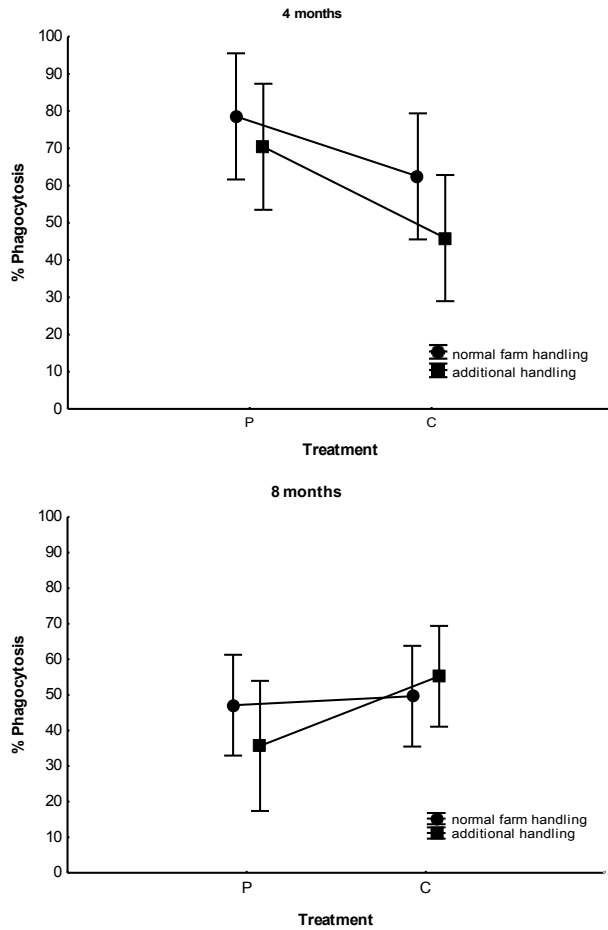 4 months
100
90
80
70
60
50
40
30
20
10
0
% Phagocytosis
normal farm handling
additional handling
P C
Treatment
8 months
100
90
80
70
60
50
40
30
20
10
0
% Phagocytosis
normal farm handling
additional handling
P C
Treatment